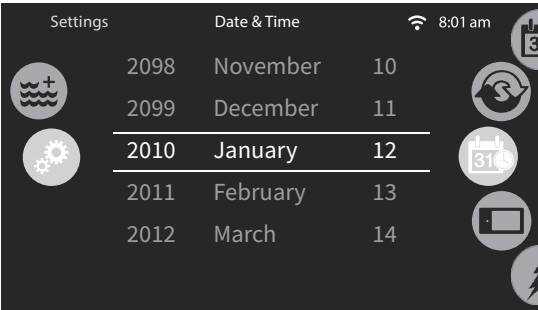 Settings Date & Time 8:01 am
2098 November 10
2099 December 11
2010 January 12
31
2011 February 13
2012 March 14